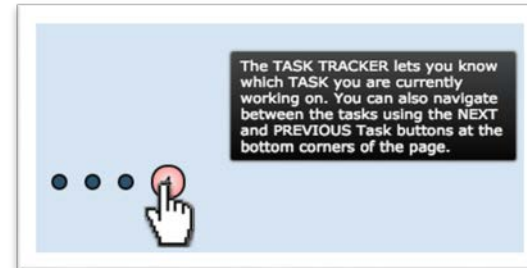 The TASK TRACKER lets you know
which TASK you are currently
working on. You can also navigate
between the tasks using the NEXT
and PREVIOUS Task buttons at the
bottom corners of the page.